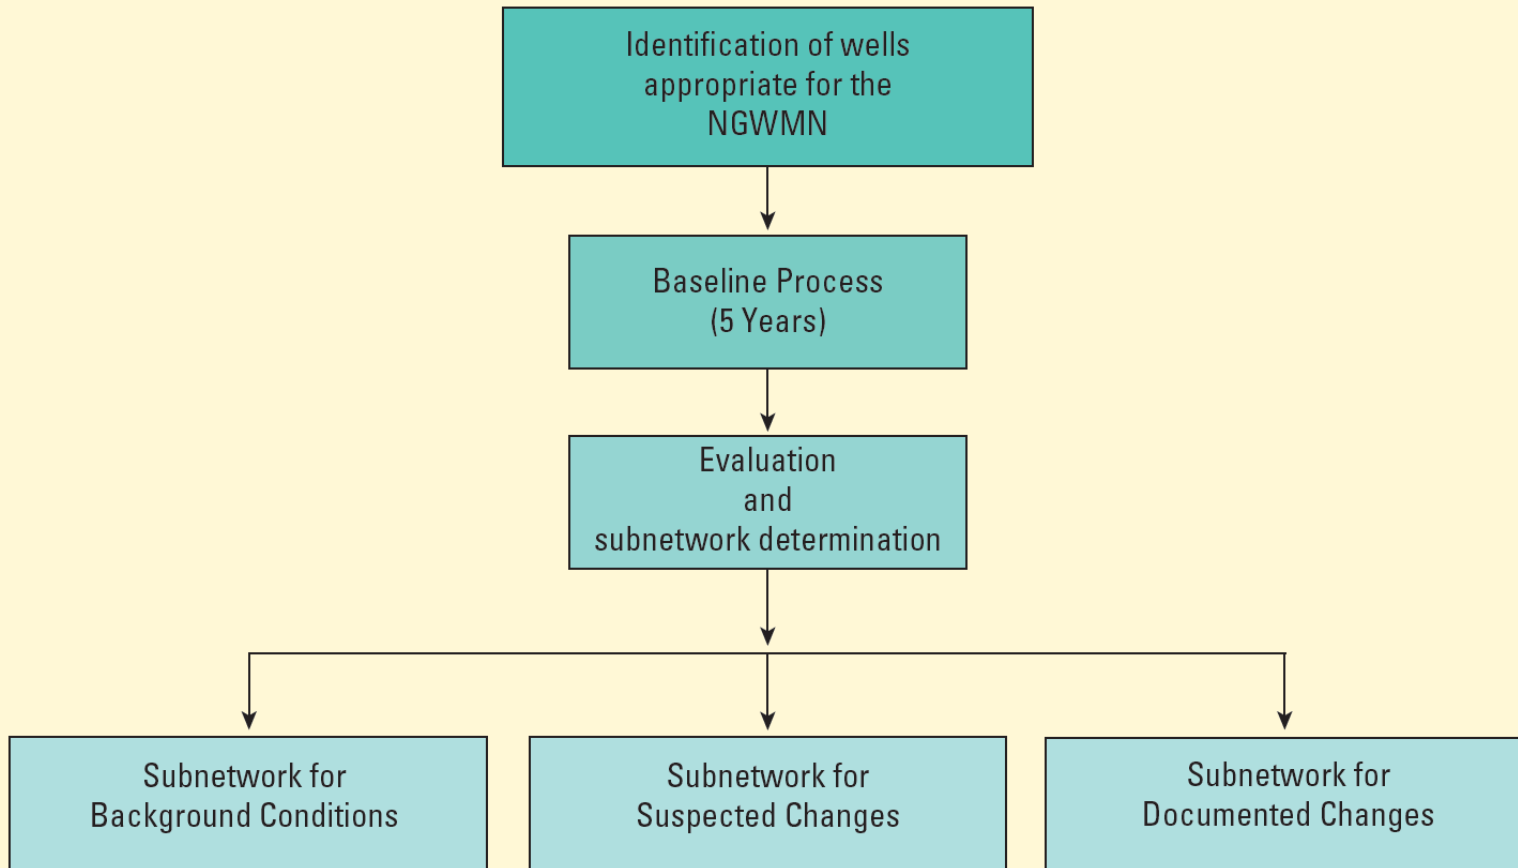 Identification of wells
appropriate for the
NGWMN
Baseline Process
(5 Years)
Evaluation
and
subnetwork determination
Subnetwork for
Background Conditions
Subnetwork for
Suspected Changes
Subnetwork for
Documented Changes